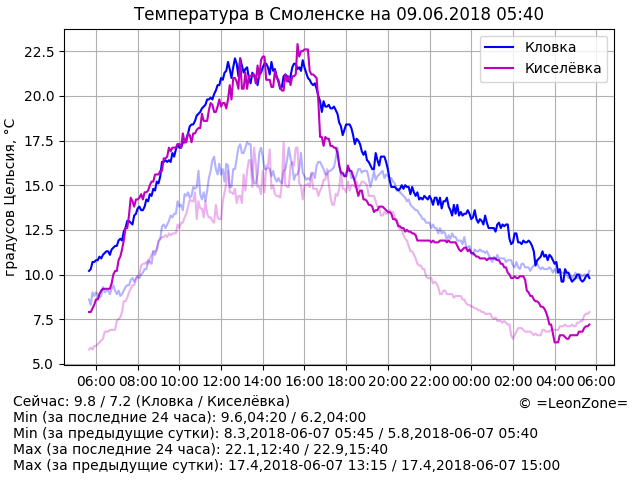 Температура в Смоленске на 09.06.2018 05:40
Кловка
Киселёвка
градусов Цельсия, °C
22.5
20.0
17.5
15.0
12.5
10.0
7.5
5.0
06:00 08:00 10:00 12:00 14:00 16:00 18:00 20:00 22:00 00:00 02:00 04:00 06:00
Сейчас: 9.8 / 7.2 (Кловка / Киселёвка)
© =LeonZone=
Min (за последние 24 часа): 9.6,04:20 / 6.2,04:00
Min (за предыдущие сутки): 8.3,2018-06-07 05:45 / 5.8,2018-06-07 05:40
Max (за последние 24 часа): 22.1,12:40 / 22.9,15:40
Max (за предыдущие сутки): 17.4,2018-06-07 13:15 / 17.4,2018-06-07 15:00